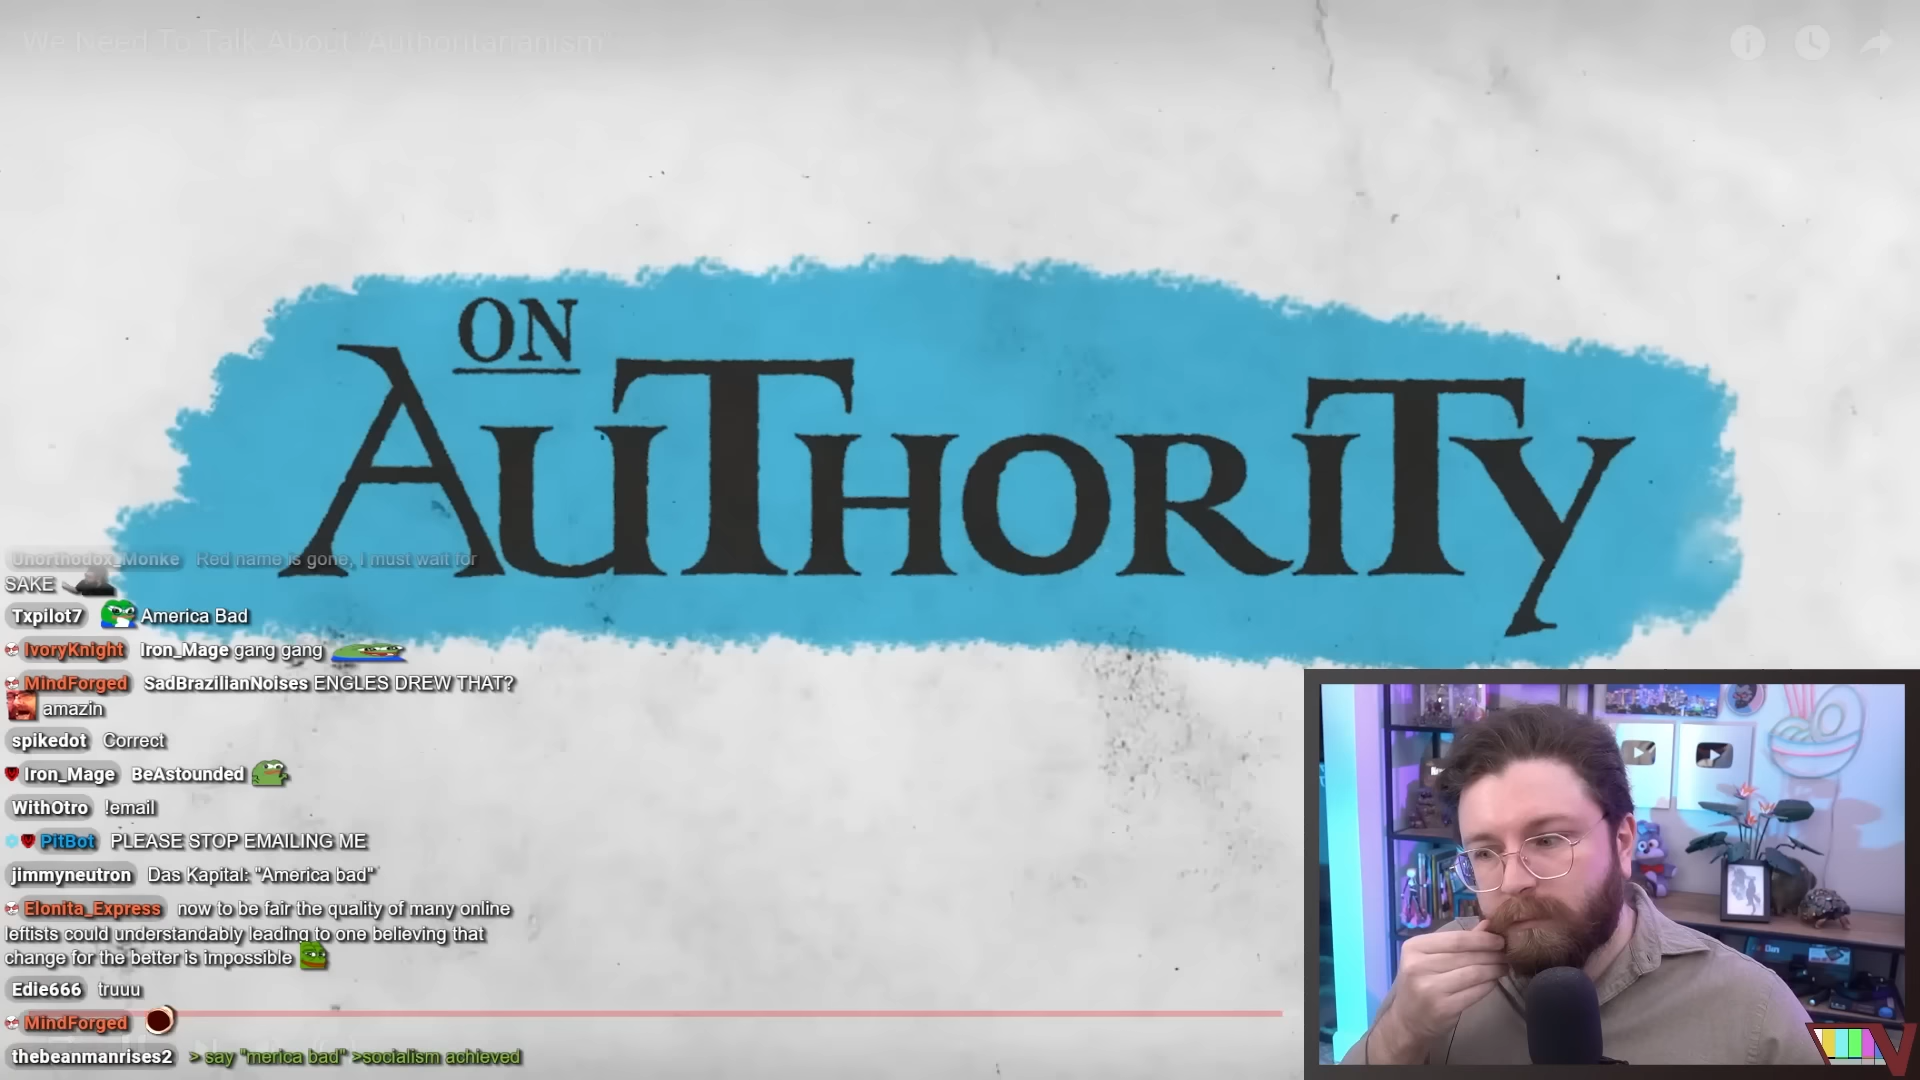 We Need To Talk About "Authoritarianism"
ON
AUTHORITY
Unorthodox_Monke Red name is gone, I must wait for
SAKE
Txpilot7 America Bad
IvoryKnight Iron_Mage gang gang
MindForged SadBrazilianNoises ENGLES DREW THAT?
amazin
spikedot Correct
Iron_Mage BeAstounded
WithOtro !email
PitBot PLEASE STOP EMAILING ME
jimmyneutron Das Kapital: "America bad"
Elonita_Express now to be fair the quality of many online
leftists could understandably leading to one believing that
change for the better is impossible
Edie666 truuu
MindForged
thebeanmanrises2 > say "merica bad" >socialism achieved